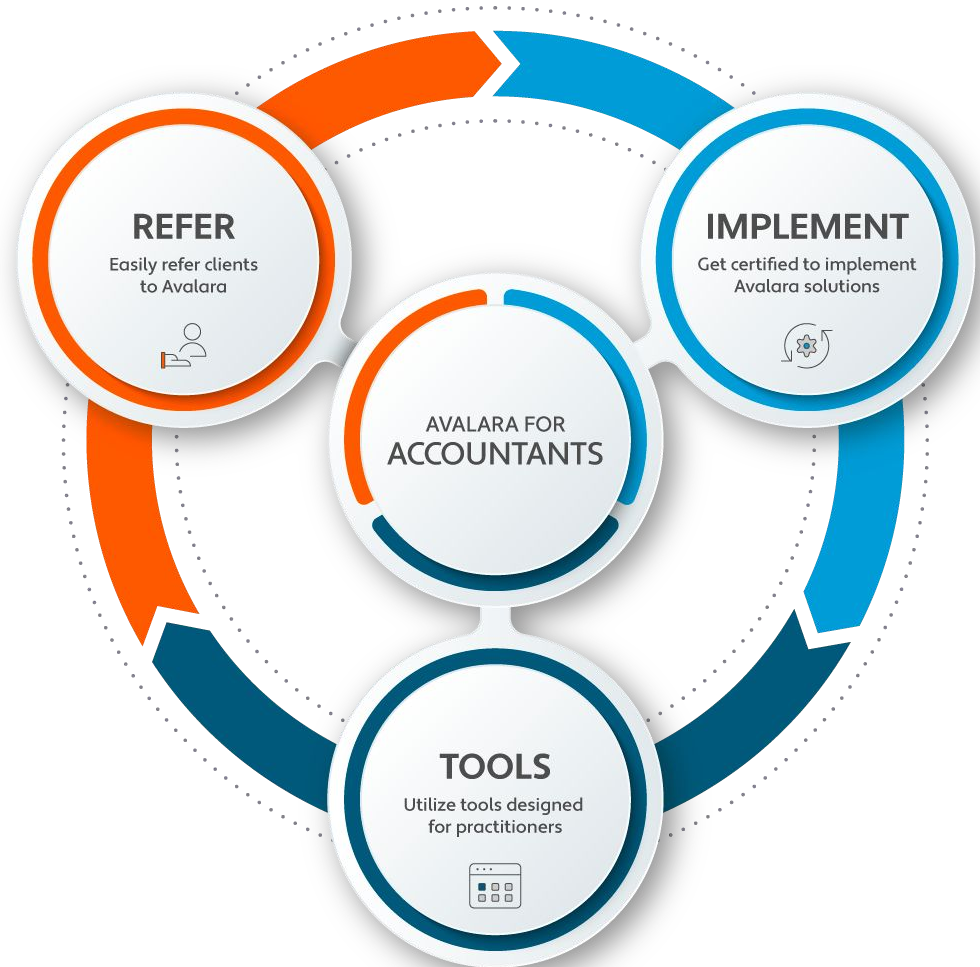 REFER
Easily refer clients
to Avalara
IMPLEMENT
Get certified to implement
Avalara solutions
AVALARA FOR
ACCOUNTANTS
TOOLS
Utilize tools designed
for practitioners